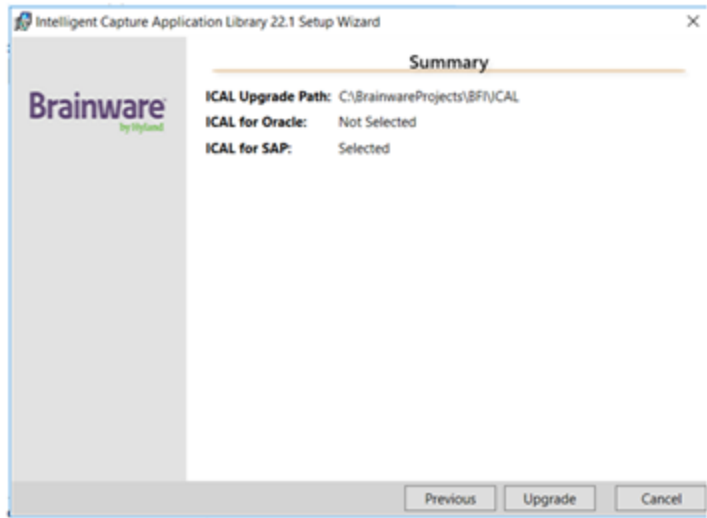 Intelligent Capture Application Library 22.1 Setup Wizard
Summary
Brainware
by Hyland
ICAL Upgrade Path: C:\BrainwareProjects\BFI\ICAL
ICAL for Oracle: Not Selected
ICAL for SAP: Selected
Previous Upgrade Cancel